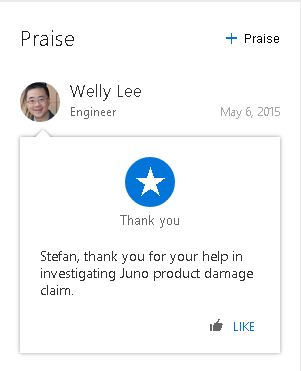 Praise
+ Praise
Welly Lee
Engineer
May 6, 2015
Thank you
Stefan, thank you for your help in
investigating Juno product damage
claim.
LIKE